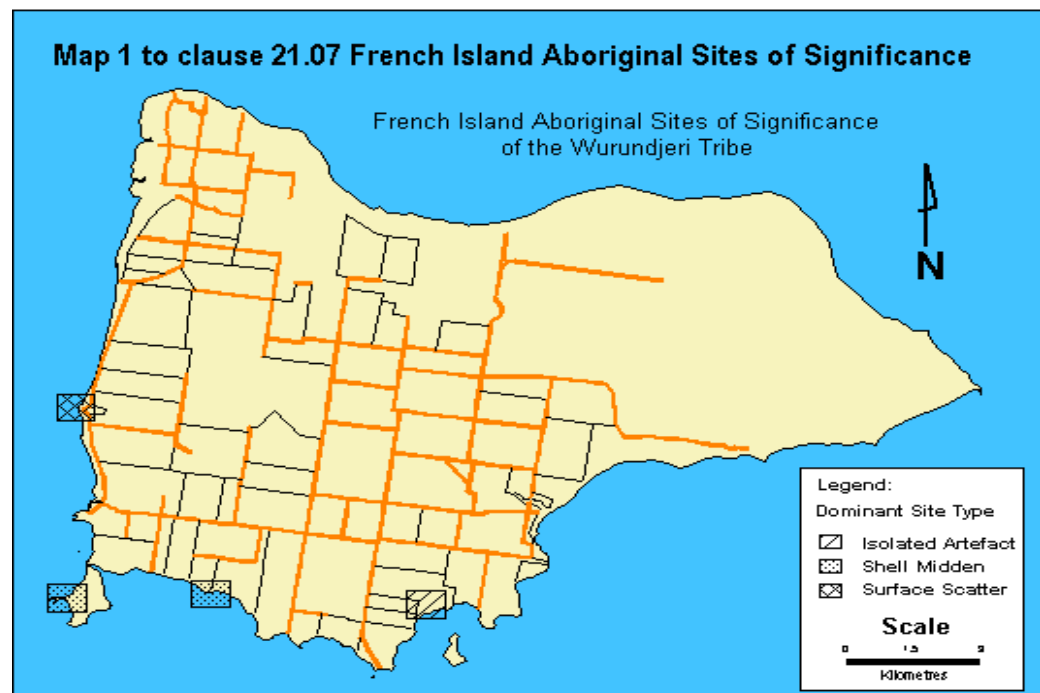 Map 1 to clause 21.07 French Island Aboriginal Sites of Significance
French Island Aboriginal Sites of Significance
of the Wurundjeri Tribe
N
Legend:
Dominant Site Type
Isolated Artefact
Shell Midden
Surface Scatter
Scale
0 1.5 3
Kilometres